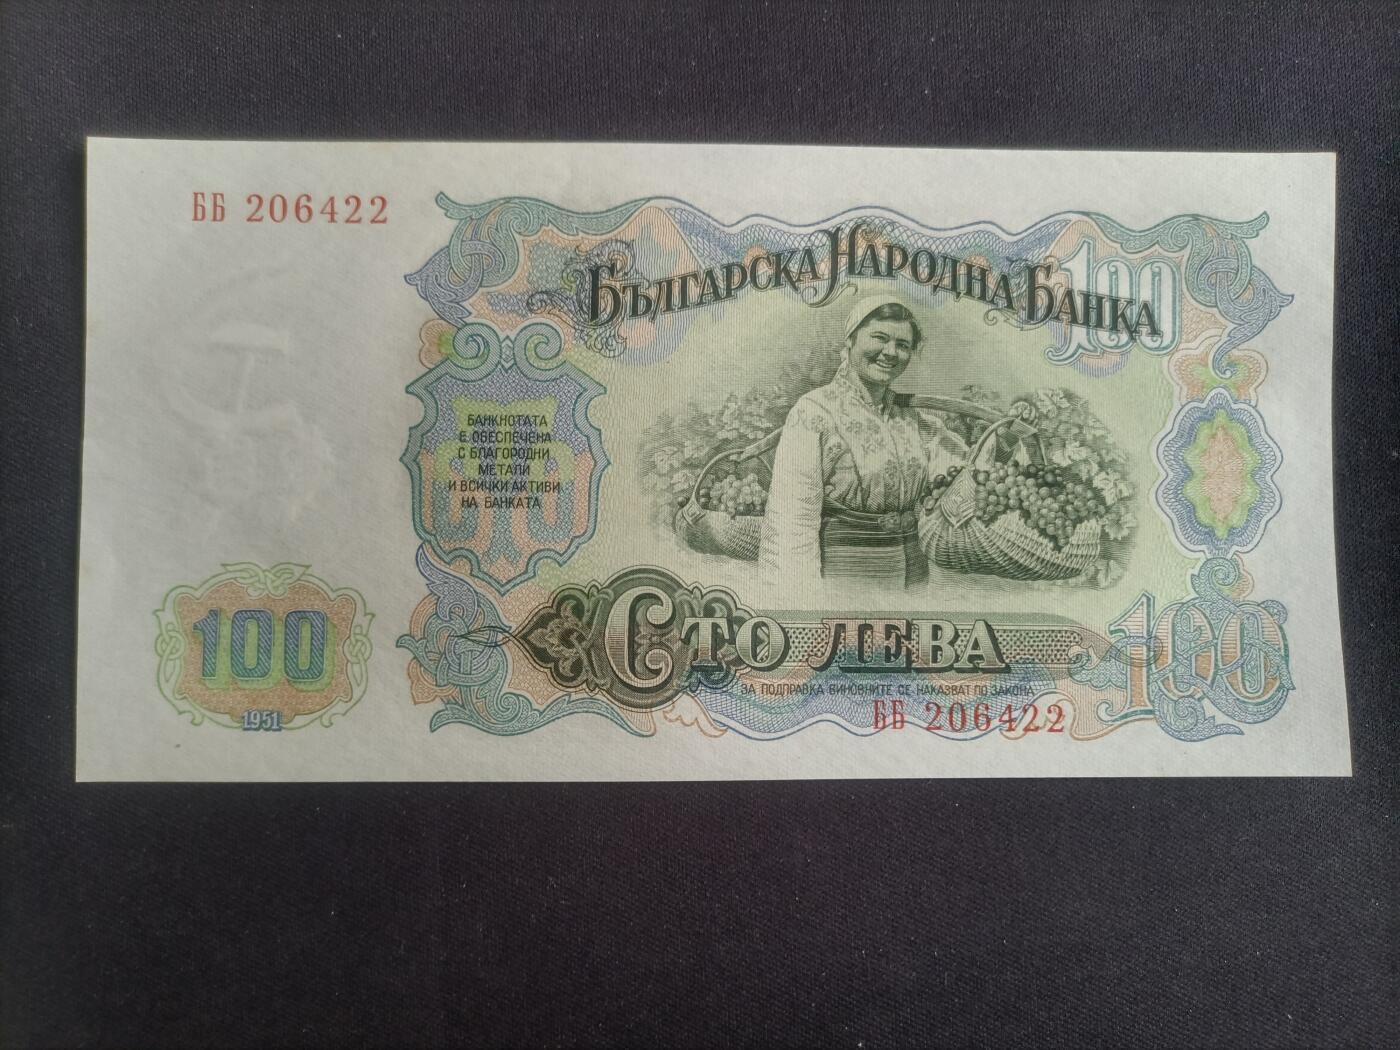 ББ 206422
100
БЪЛГАРСКА НАРОДНА БАНКА
БАНКНОТАТА
Е ОБЕСПЕЧЕНА
С БЛАГОРОДНИ
МЕТАЛИ
И ВСИЧКИ АКТИВИ
НА БАНКАТА
100
1951
СТО ЛЕВА
100
ЗА ПОДПРАВКА ВИНОВНИТЕ СЕ НАКАЗВАТ ПО ЗАКОНА
ББ 206422